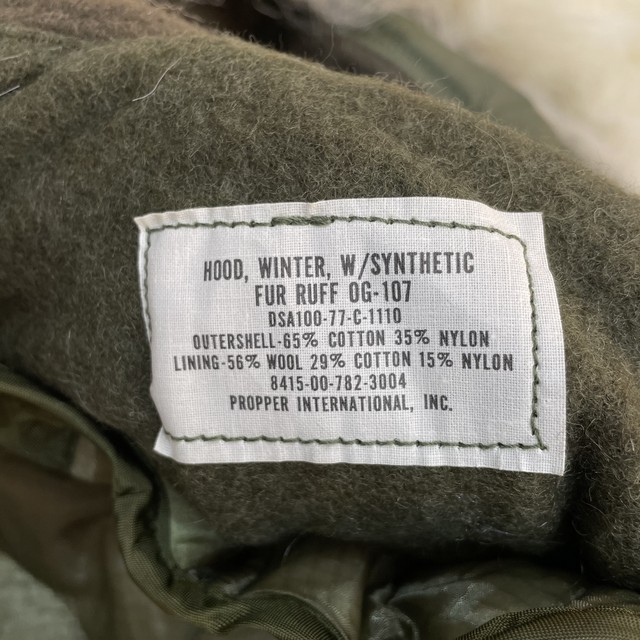 HOOD, WINTER, W/SYNTHETIC
FUR RUFF OG-107
DSA100-77-C-1110
OUTERSHELL-65% COTTON 35% NYLON
LINING-56% WOOL 29% COTTON 15% NYLON
8415-00-782-3004
PROPPER INTERNATIONAL, INC.